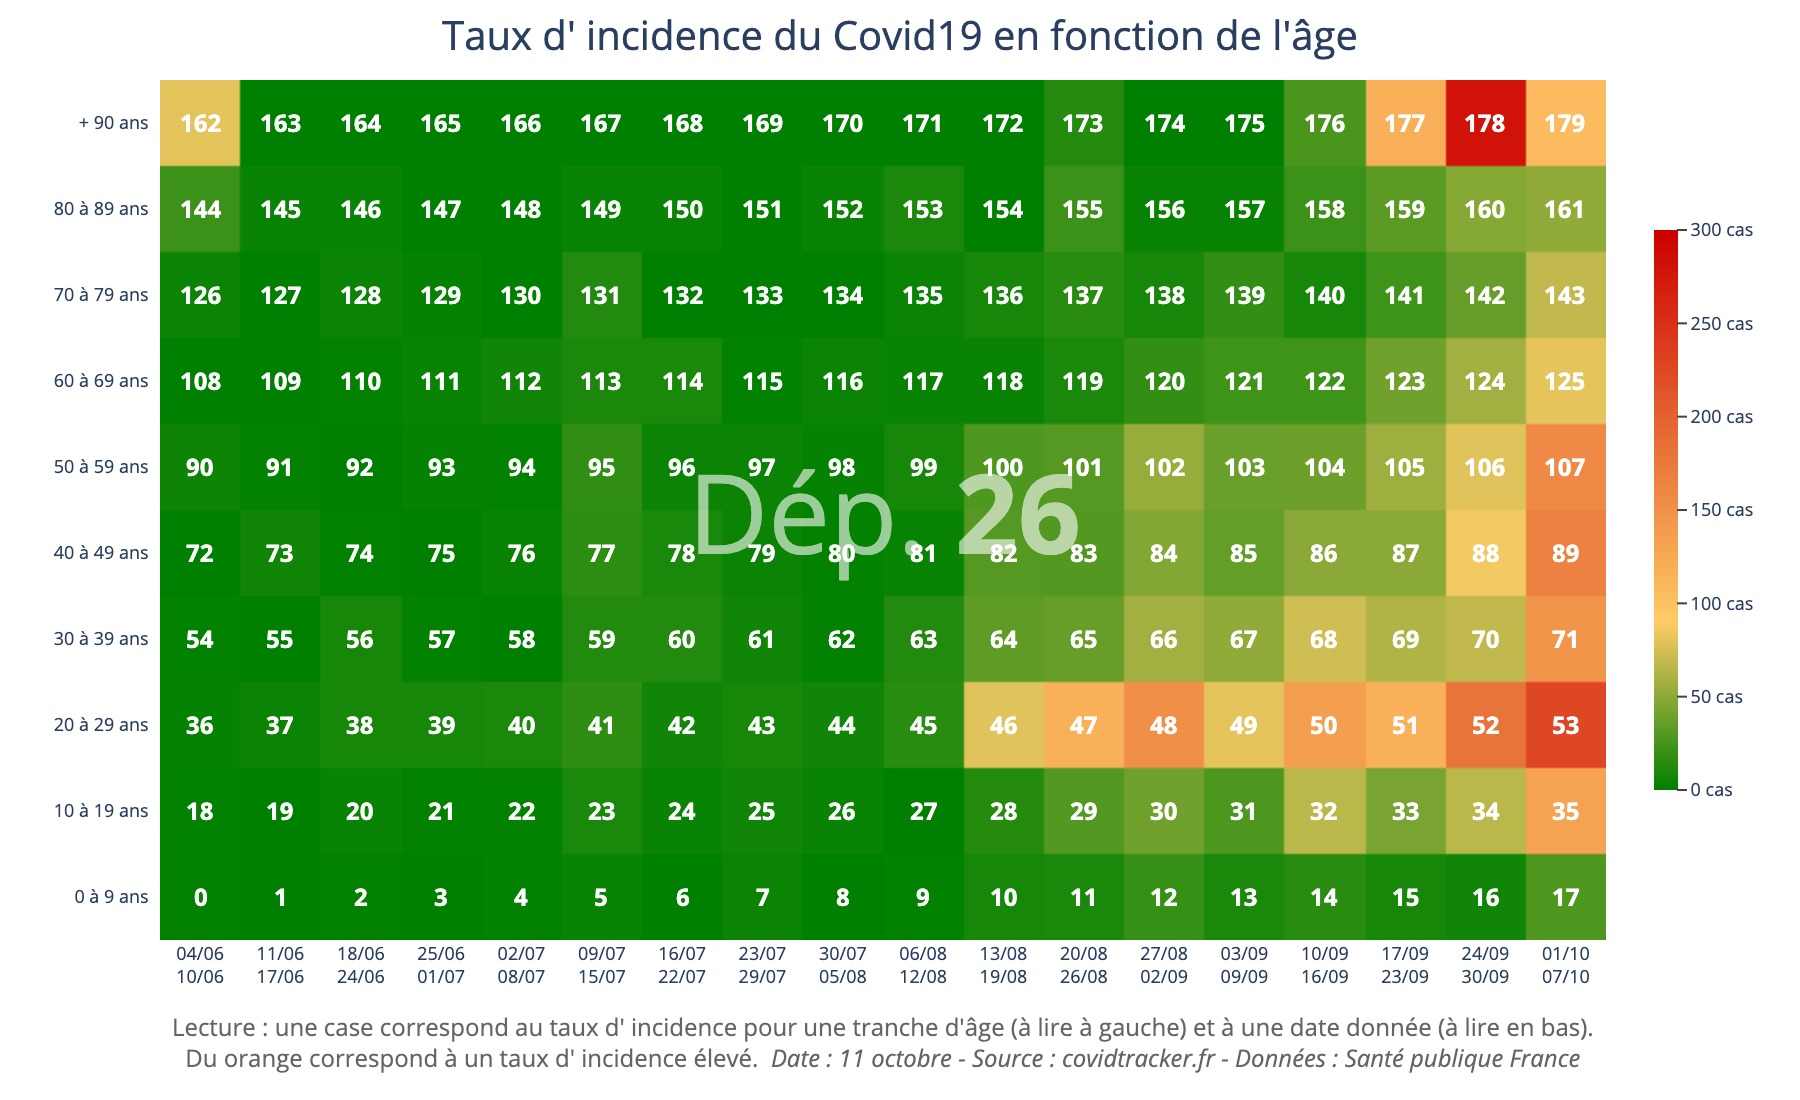 Taux d' incidence du Covid19 en fonction de l'âge
+ 90 ans 162 163 164 165 166 167 168 169 170 171 172 173 174 175 176 177 178 179
80 à 89 ans 144 145 146 147 148 149 150 151 152 153 154 155 156 157 158 159 160 161
70 à 79 ans 126 127 128 129 130 131 132 133 134 135 136 137 138 139 140 141 142 143
60 à 69 ans 108 109 110 111 112 113 114 115 116 117 118 119 120 121 122 123 124 125
50 à 59 ans 90 91 92 93 94 95 96 97 98 99 100 101 102 103 104 105 106 107
Dép. 26
40 à 49 ans 72 73 74 75 76 77 78 79 80 81 82 83 84 85 86 87 88 89
30 à 39 ans 54 55 56 57 58 59 60 61 62 63 64 65 66 67 68 69 70 71
20 à 29 ans 36 37 38 39 40 41 42 43 44 45 46 47 48 49 50 51 52 53
10 à 19 ans 18 19 20 21 22 23 24 25 26 27 28 29 30 31 32 33 34 35
0 à 9 ans 0 1 2 3 4 5 6 7 8 9 10 11 12 13 14 15 16 17
04/06 11/06 18/06 25/06 02/07 09/07 16/07 23/07 30/07 06/08 13/08 20/08 27/08 03/09 10/09 17/09 24/09 01/10
10/06 17/06 24/06 01/07 08/07 15/07 22/07 29/07 05/08 12/08 19/08 26/08 02/09 09/09 16/09 23/09 30/09 07/10
300 cas
250 cas
200 cas
150 cas
100 cas
50 cas
0 cas
Lecture : une case correspond au taux d' incidence pour une tranche d'âge (à lire à gauche) et à une date donnée (à lire en bas).
Du orange correspond à un taux d' incidence élevé. Date : 11 octobre - Source : covidtracker.fr - Données : Santé publique France